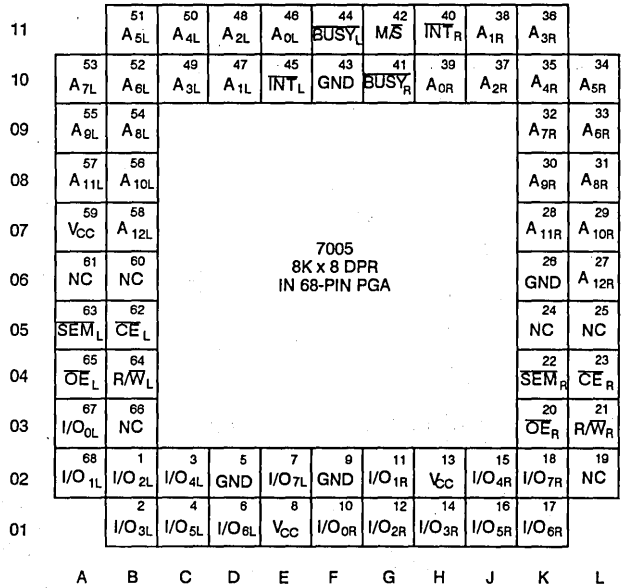 11 51 50 48 46 44 42 40 38 36
A5L A4L A2L A0L BUSYL M/S INTR A1R A3R
10 53 52 49 47 45 43 41 39 37 35 34
A7L A6L A3L A1L INTL GND BUSYR A0R A2R A4R A5R
09 55 54 32 33
A9L A8L A7R A6R
08 57 56 30 31
A11L A10L A9R A8R
07 59 58 28 29
VCC A12L A11R A10R
7005
8K x 8 DPR
IN 68-PIN PGA
06 61 60 26 27
NC NC GND A12R
05 63 62 24 25
SEML CEL NC NC
04 65 64 22 23
OEL R/WL SEMR CER
03 67 66 20 21
I/O0L NC OER R/WR
02 68 1 3 5 7 9 11 13 15 18 19
I/O1L I/O2L I/O4L GND I/O7L GND I/O1R VCC I/O4R I/O7R NC
01 2 4 6 8 10 12 14 16 17
I/O3L I/O5L I/O6L VCC I/O0R I/O2R I/O3R I/O5R I/O6R
A B C D E F G H J K L